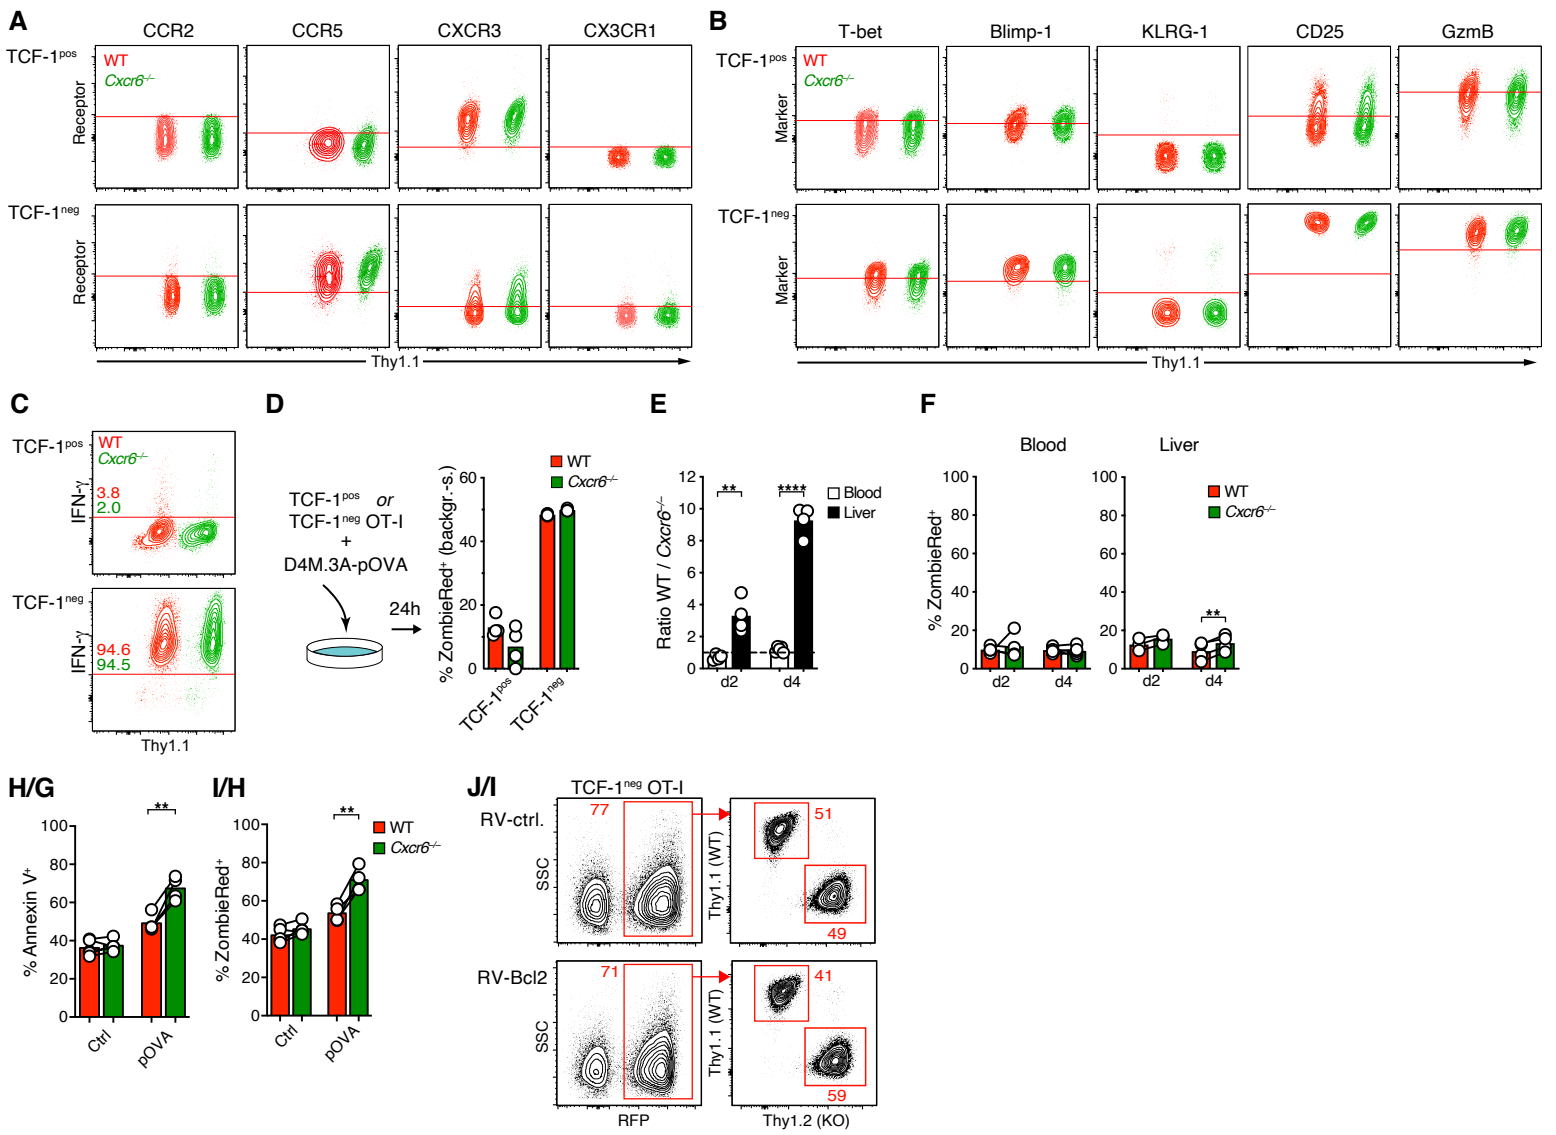 A
CCR2
CCR5
CXCR3
CX3CR1
TCF-1pos
WT
Cxcr6–/–
Receptor
TCF-1neg
Receptor
Thy1.1
B
T-bet
Blimp-1
KLRG-1
CD25
GzmB
TCF-1pos
WT
Cxcr6–/–
Marker
TCF-1neg
Marker
Thy1.1
C
TCF-1pos
WT
Cxcr6–/–
IFN-γ
3.8
2.0
TCF-1neg
IFN-γ
94.6
94.5
Thy1.1
D
TCF-1pos or
TCF-1neg OT-I
+
D4M.3A-pOVA
24h
WT
Cxcr6–/–
% ZombieRed+ (backgr.-s.)
60
40
20
0
TCF-1pos
TCF-1neg
E
Ratio WT / Cxcr6–/–
12
10
8
6
4
2
0
**
****
Blood
Liver
d2
d4
F
Blood
Liver
% ZombieRed+
100
80
60
40
20
0
d2
d4
100
80
60
40
20
0
**
d2
d4
WT
Cxcr6–/–
H/G
% Annexin V+
100
80
60
40
20
0
**
Ctrl
pOVA
I/H
% ZombieRed+
100
80
60
40
20
0
**
WT
Cxcr6–/–
Ctrl
pOVA
J/I
TCF-1neg OT-I
RV-ctrl.
77
SSC
Thy1.1 (WT)
51
49
RV-Bcl2
71
SSC
Thy1.1 (WT)
41
59
RFP
Thy1.2 (KO)